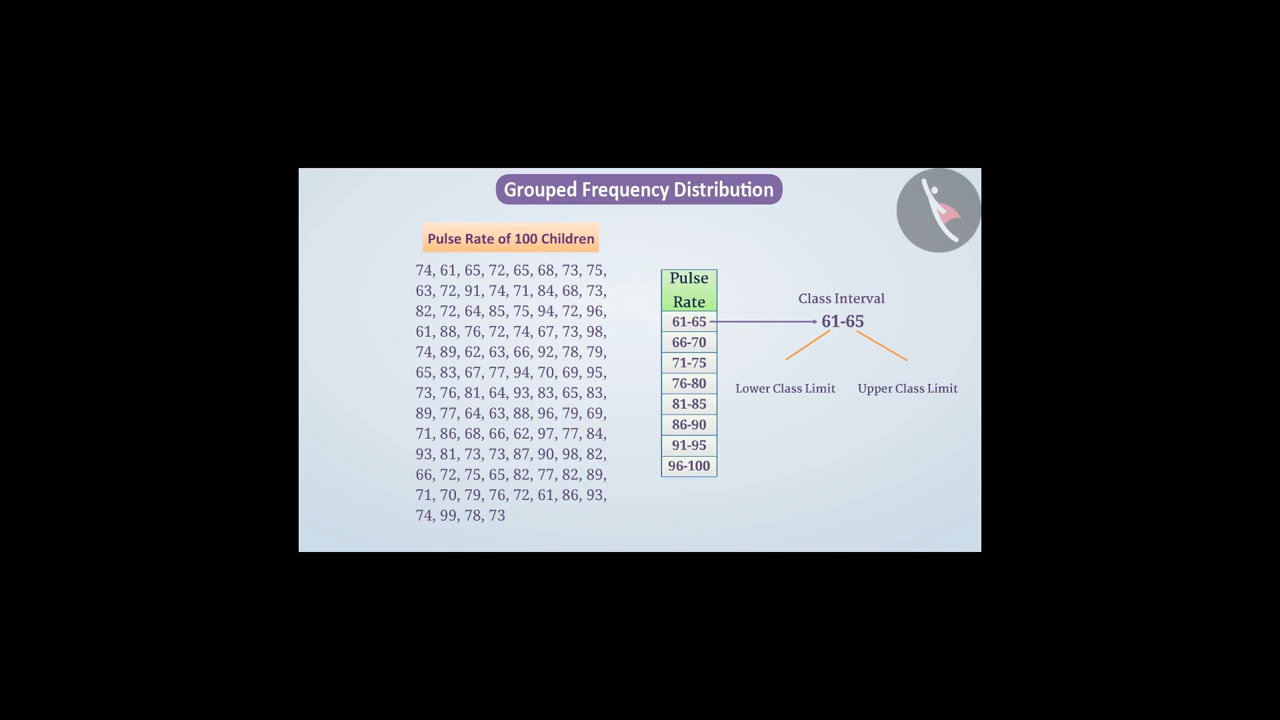 Grouped Frequency Distribution
Pulse Rate of 100 Children
74, 61, 65, 72, 65, 68, 73, 75,
63, 72, 91, 74, 71, 84, 68, 73,
82, 72, 64, 85, 75, 94, 72, 96,
61, 88, 76, 72, 74, 67, 73, 98,
74, 89, 62, 63, 66, 92, 78, 79,
65, 83, 67, 77, 94, 70, 69, 95,
73, 76, 81, 64, 93, 83, 65, 83,
89, 77, 64, 63, 88, 96, 79, 69,
71, 86, 68, 66, 62, 97, 77, 84,
93, 81, 73, 73, 87, 90, 98, 82,
66, 72, 75, 65, 82, 77, 82, 89,
71, 70, 79, 76, 72, 61, 86, 93,
74, 99, 78, 73
Pulse
Rate
61-65
66-70
71-75
76-80
81-85
86-90
91-95
96-100
Class Interval
61-65
Lower Class Limit
Upper Class Limit